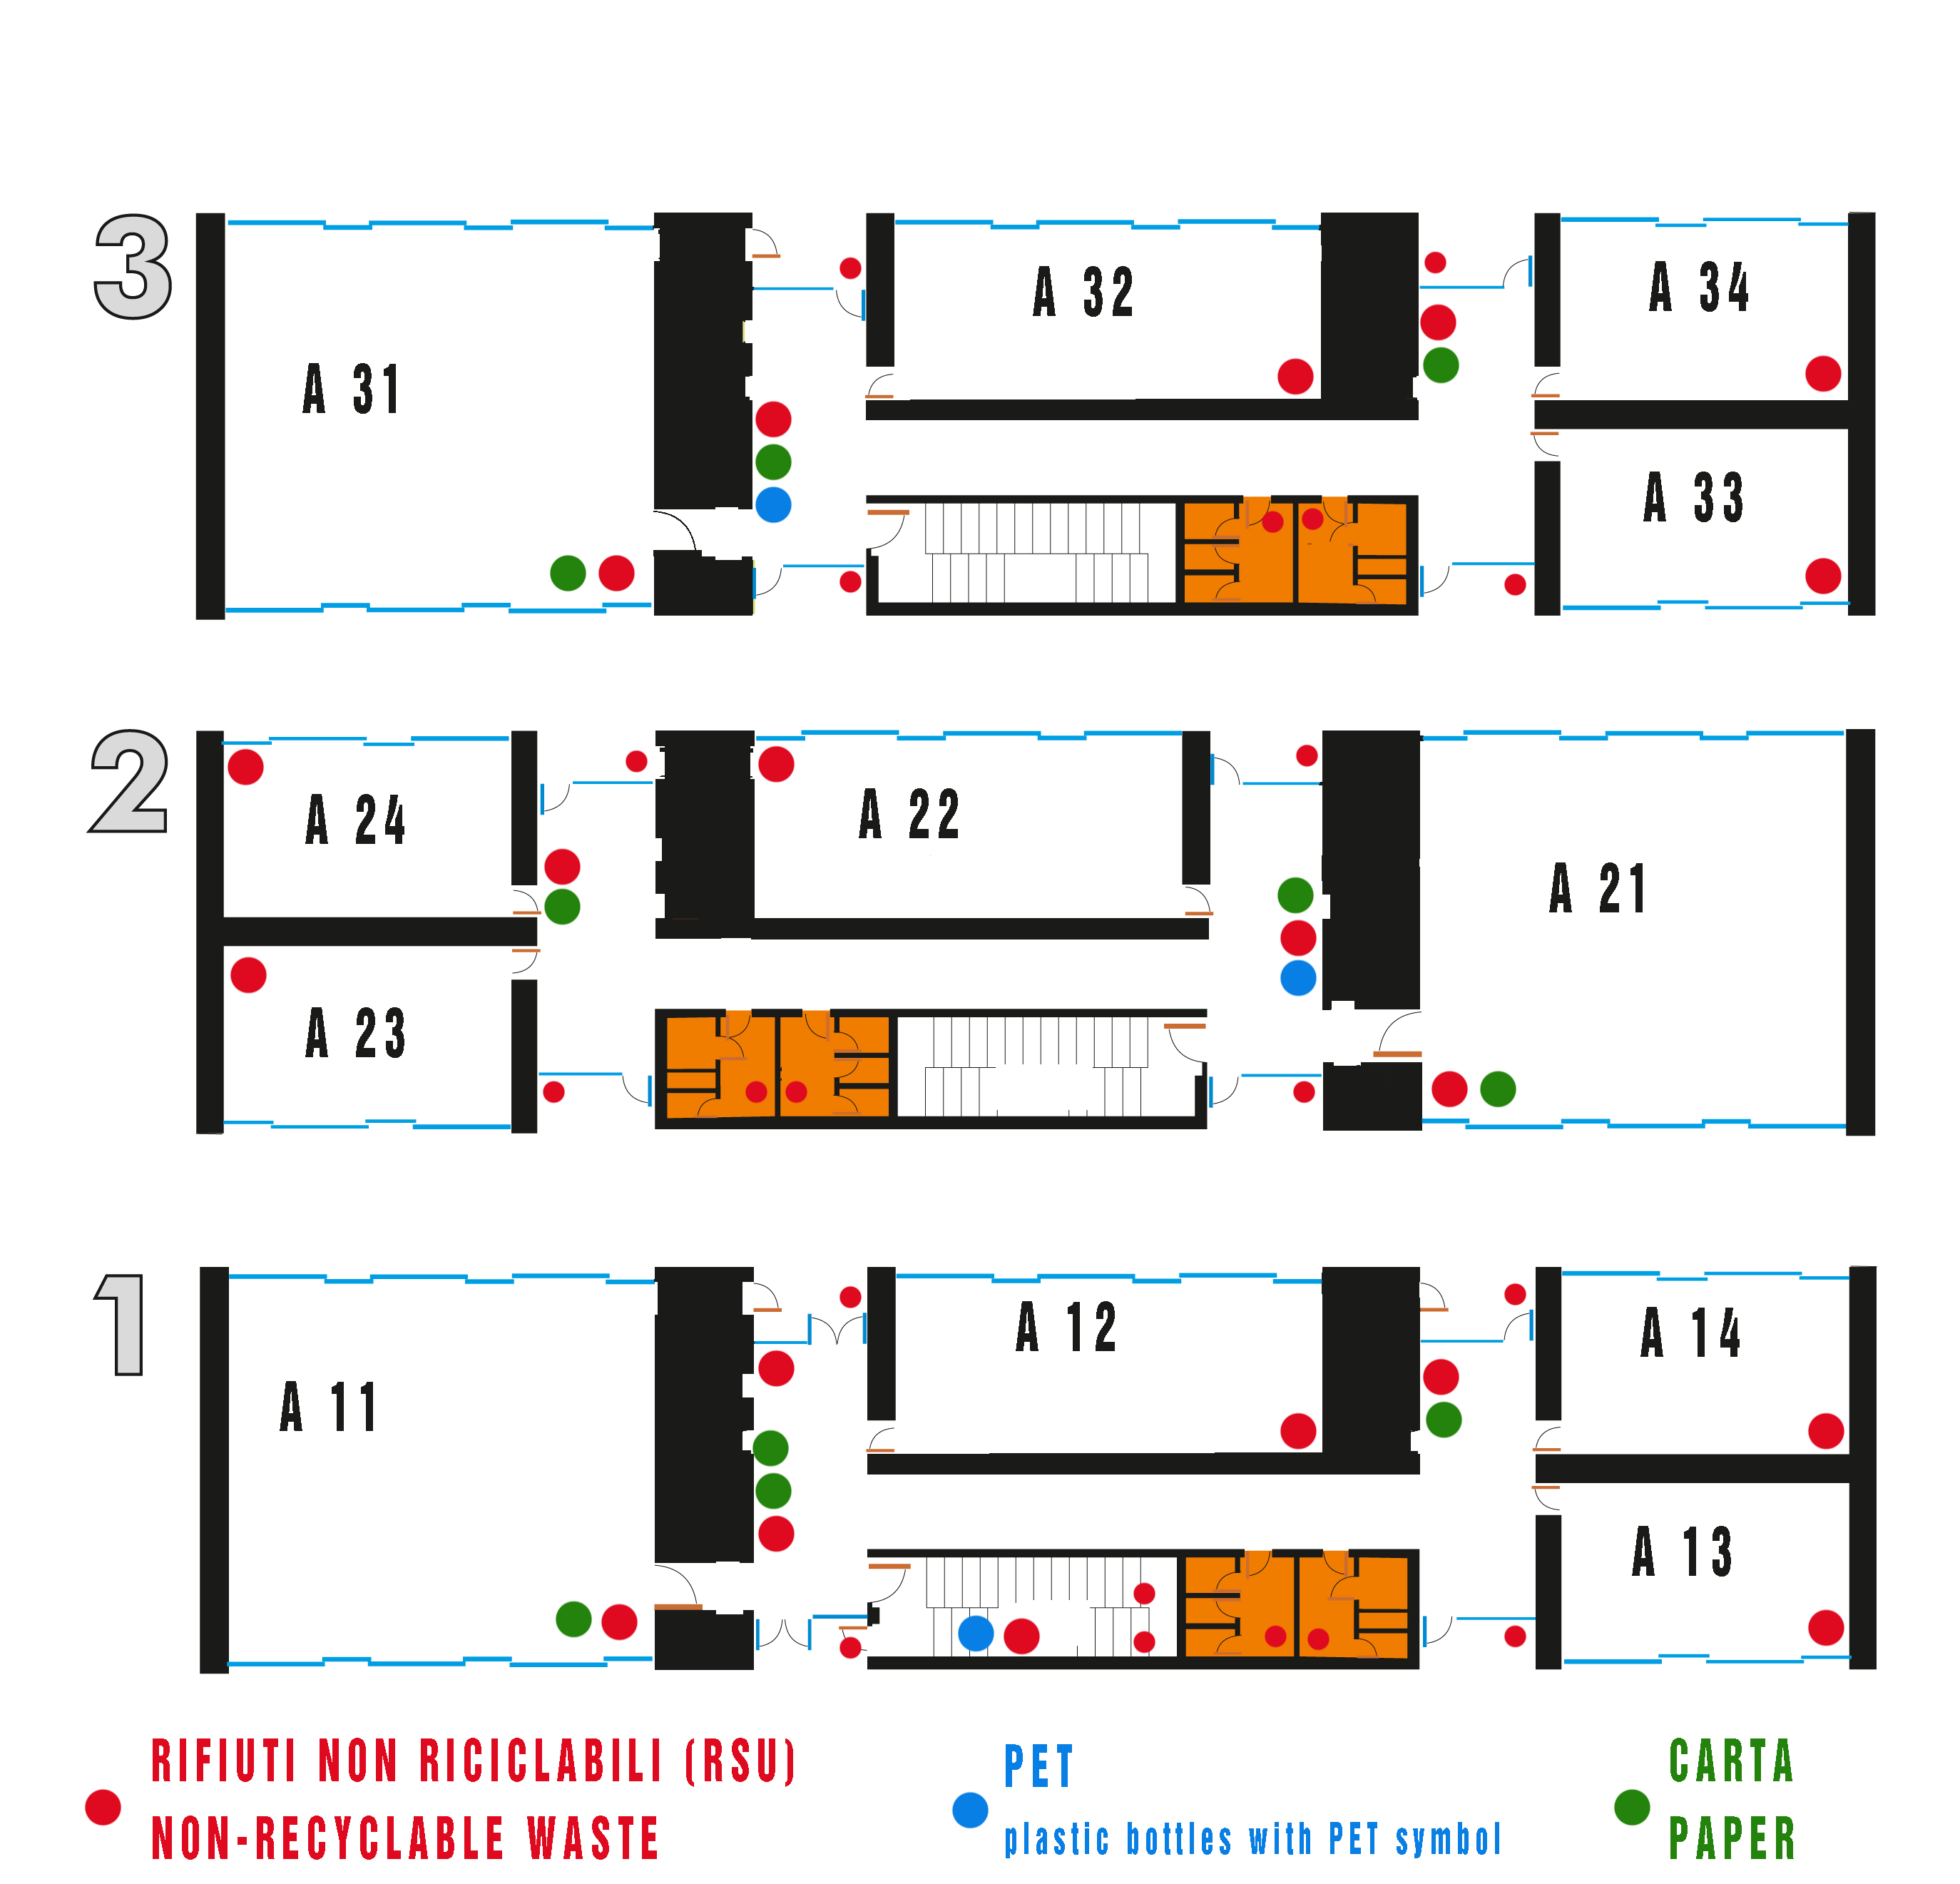 3
A 31
A 32
A 34
A 33
2
A 24
A 22
A 21
A 23
1
A 11
A 12
A 14
A 13
RIFIUTI NON RICICLABILI (RSU)
NON-RECYCLABLE WASTE
PET
plastic bottles with PET symbol
CARTA
PAPER